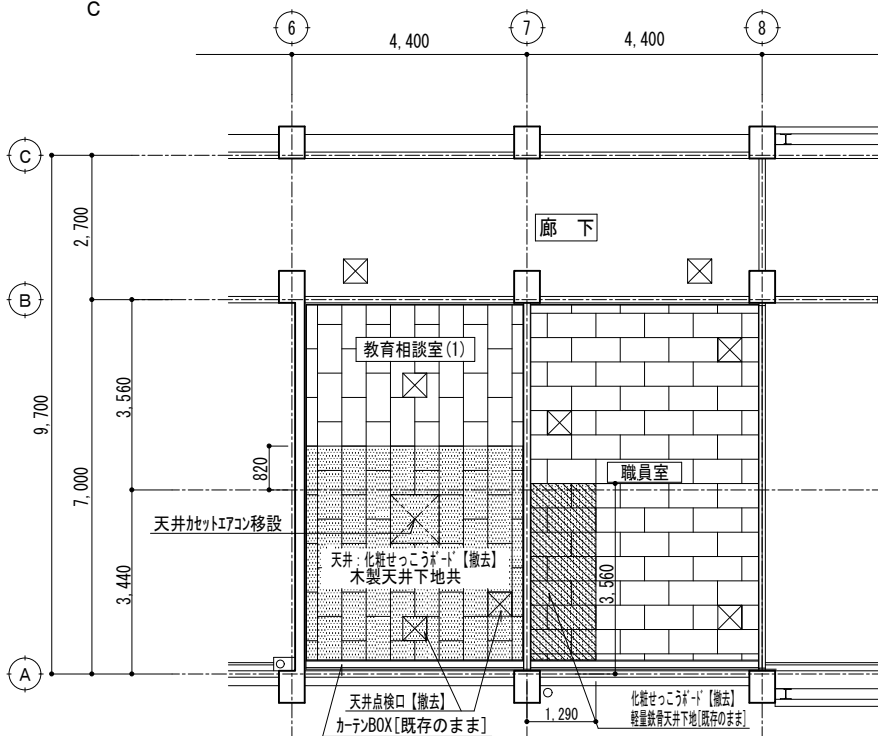 C
6
7
8
4,400
4,400
C
2,700
廊 下
B
教育相談室(1)
3,560
9,700
7,000
820
職員室
天井カセットエアコン移設
天井:化粧せっこうボード【撤去】
木製天井下地共
3,440
3,560
A
天井点検口【撤去】
カーテンBOX[既存のまま]
1,290
化粧せっこうボード【撤去】
軽量鉄骨天井下地[既存のまま]